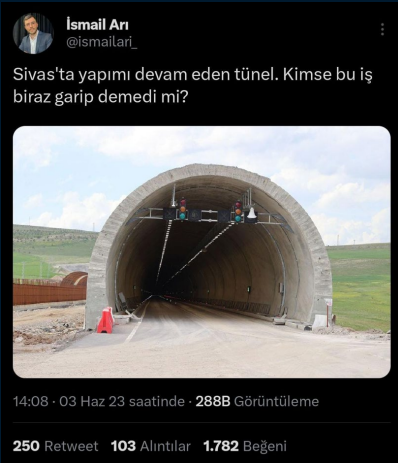 İsmail Arı
@ismailari_
Sivas'ta yapımı devam eden tünel. Kimse bu iş
biraz garip demedi mi?
14:08 · 03 Haz 23 saatinde · 288B Görüntüleme
250 Retweet 103 Alıntılar 1.782 Beğeni